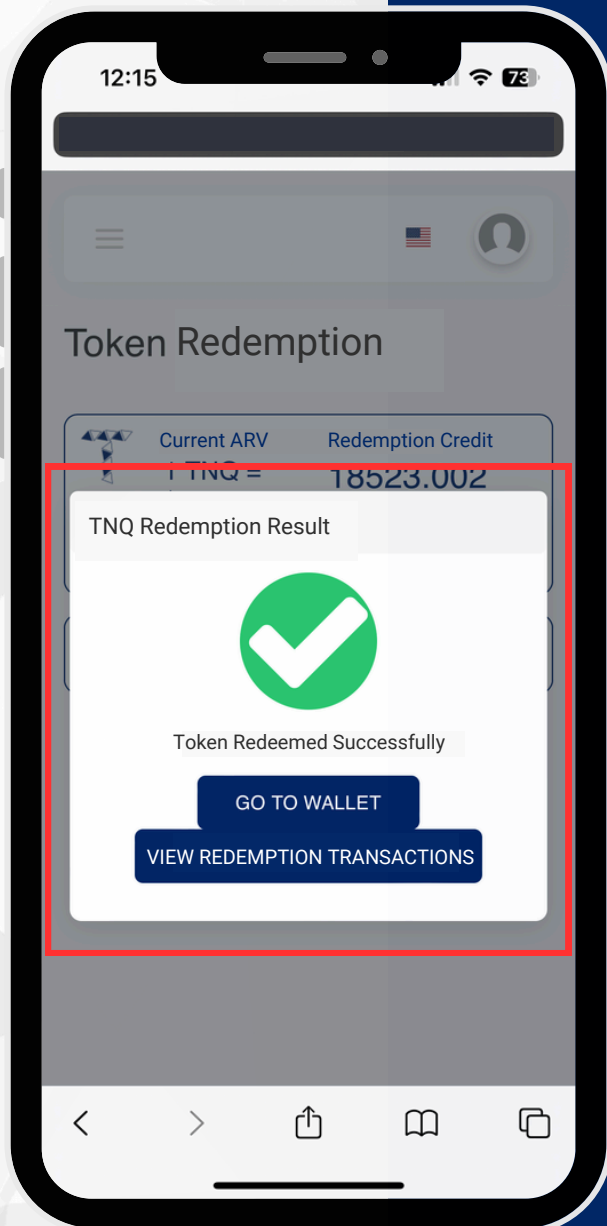 12:15
73
Token Redemption
Current ARV
Redemption Credit
1 TNQ =
18523.002
TNQ Redemption Result
Token Redeemed Successfully
GO TO WALLET
VIEW REDEMPTION TRANSACTIONS